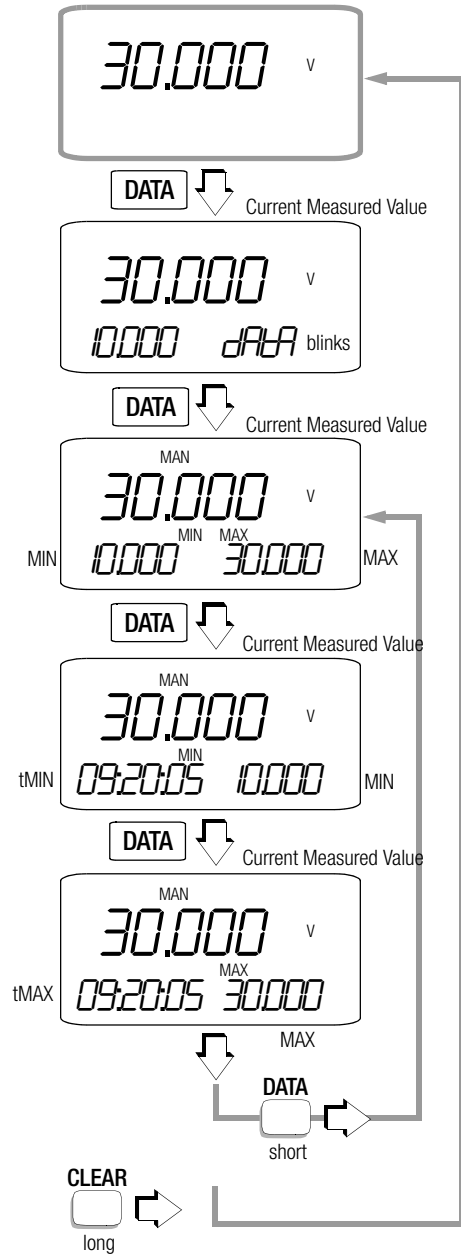 30.000 V
DATA
Current Measured Value
30.000 V
10.000 dAtA blinks
DATA
Current Measured Value
MAN
30.000 V
MIN MAX
MIN 10.000 30.000 MAX
DATA
Current Measured Value
MAN
30.000 V
MIN
tMIN 09:20:05 10.000 MIN
DATA
Current Measured Value
MAN
30.000 V
MAX
tMAX 09:20:05 30.000
MAX
DATA
short
CLEAR
long